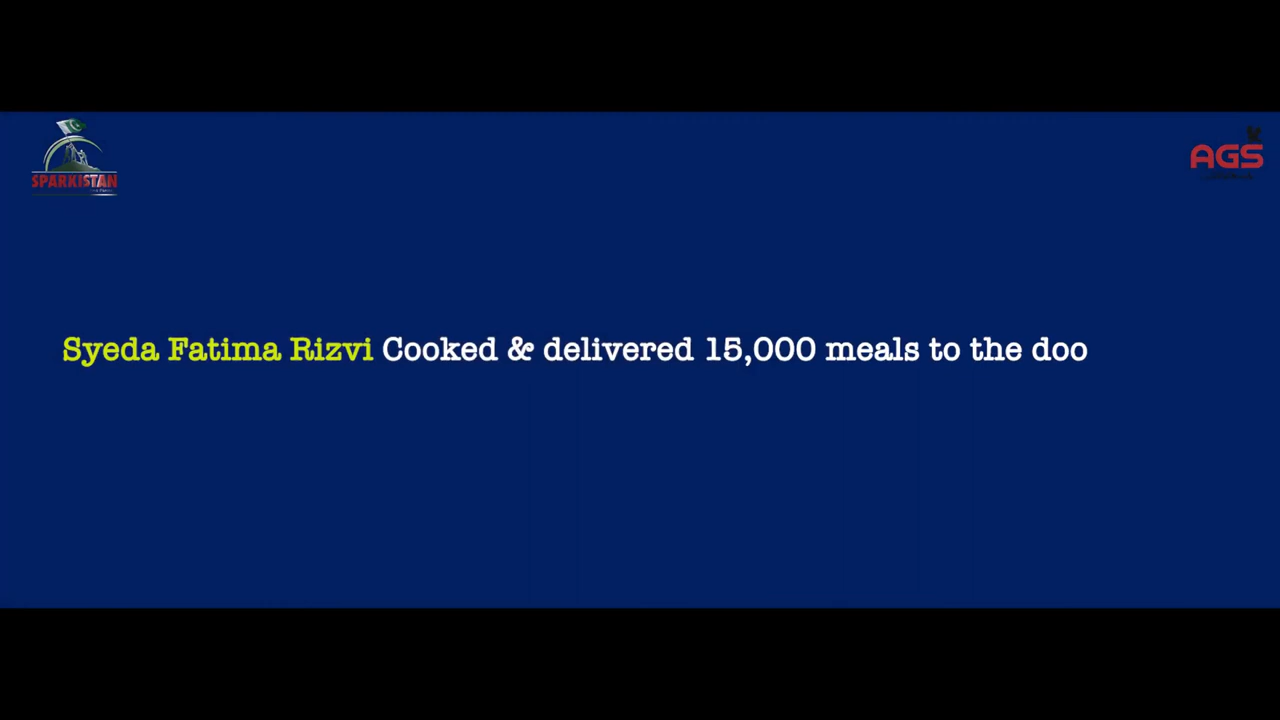 SPARKISTAN
AGS
Syeda Fatima Rizvi Cooked & delivered 15,000 meals to the doo